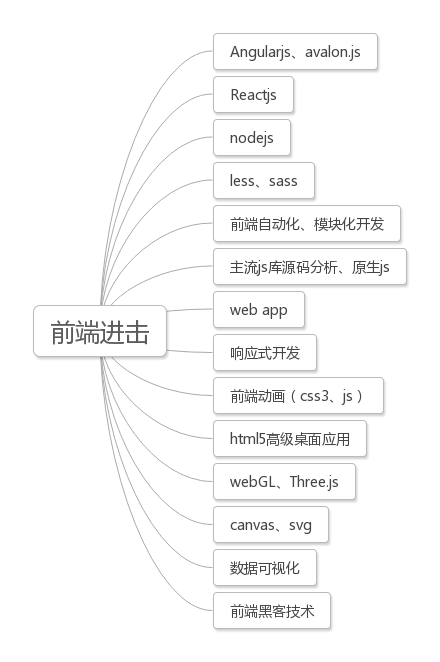 Angularjs、avalon.js
Reactjs
nodejs
less、sass
前端自动化、模块化开发
主流js库源码分析、原生js
web app
前端进击
响应式开发
前端动画（css3、js）
html5高级桌面应用
webGL、Three.js
canvas、svg
数据可视化
前端黑客技术